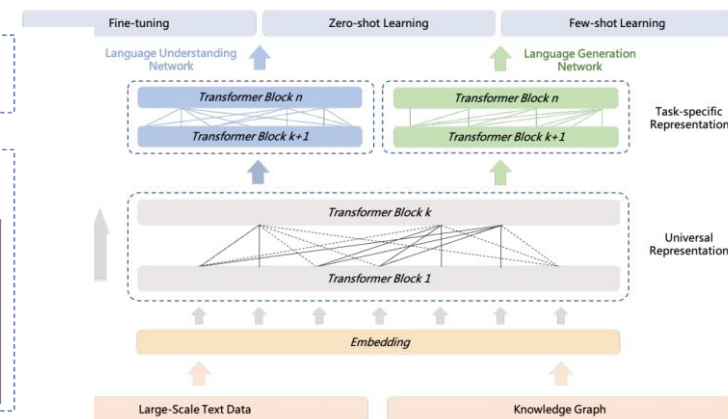 Fine-tuning
Zero-shot Learning
Few-shot Learning
Language Understanding
Network
Language Generation
Network
Transformer Block n
Transformer Block n
Task-specific
Representation
Transformer Block k+1
Transformer Block k+1
Transformer Block k
Universal
Representation
Transformer Block 1
Embedding
Large-Scale Text Data
Knowledge Graph